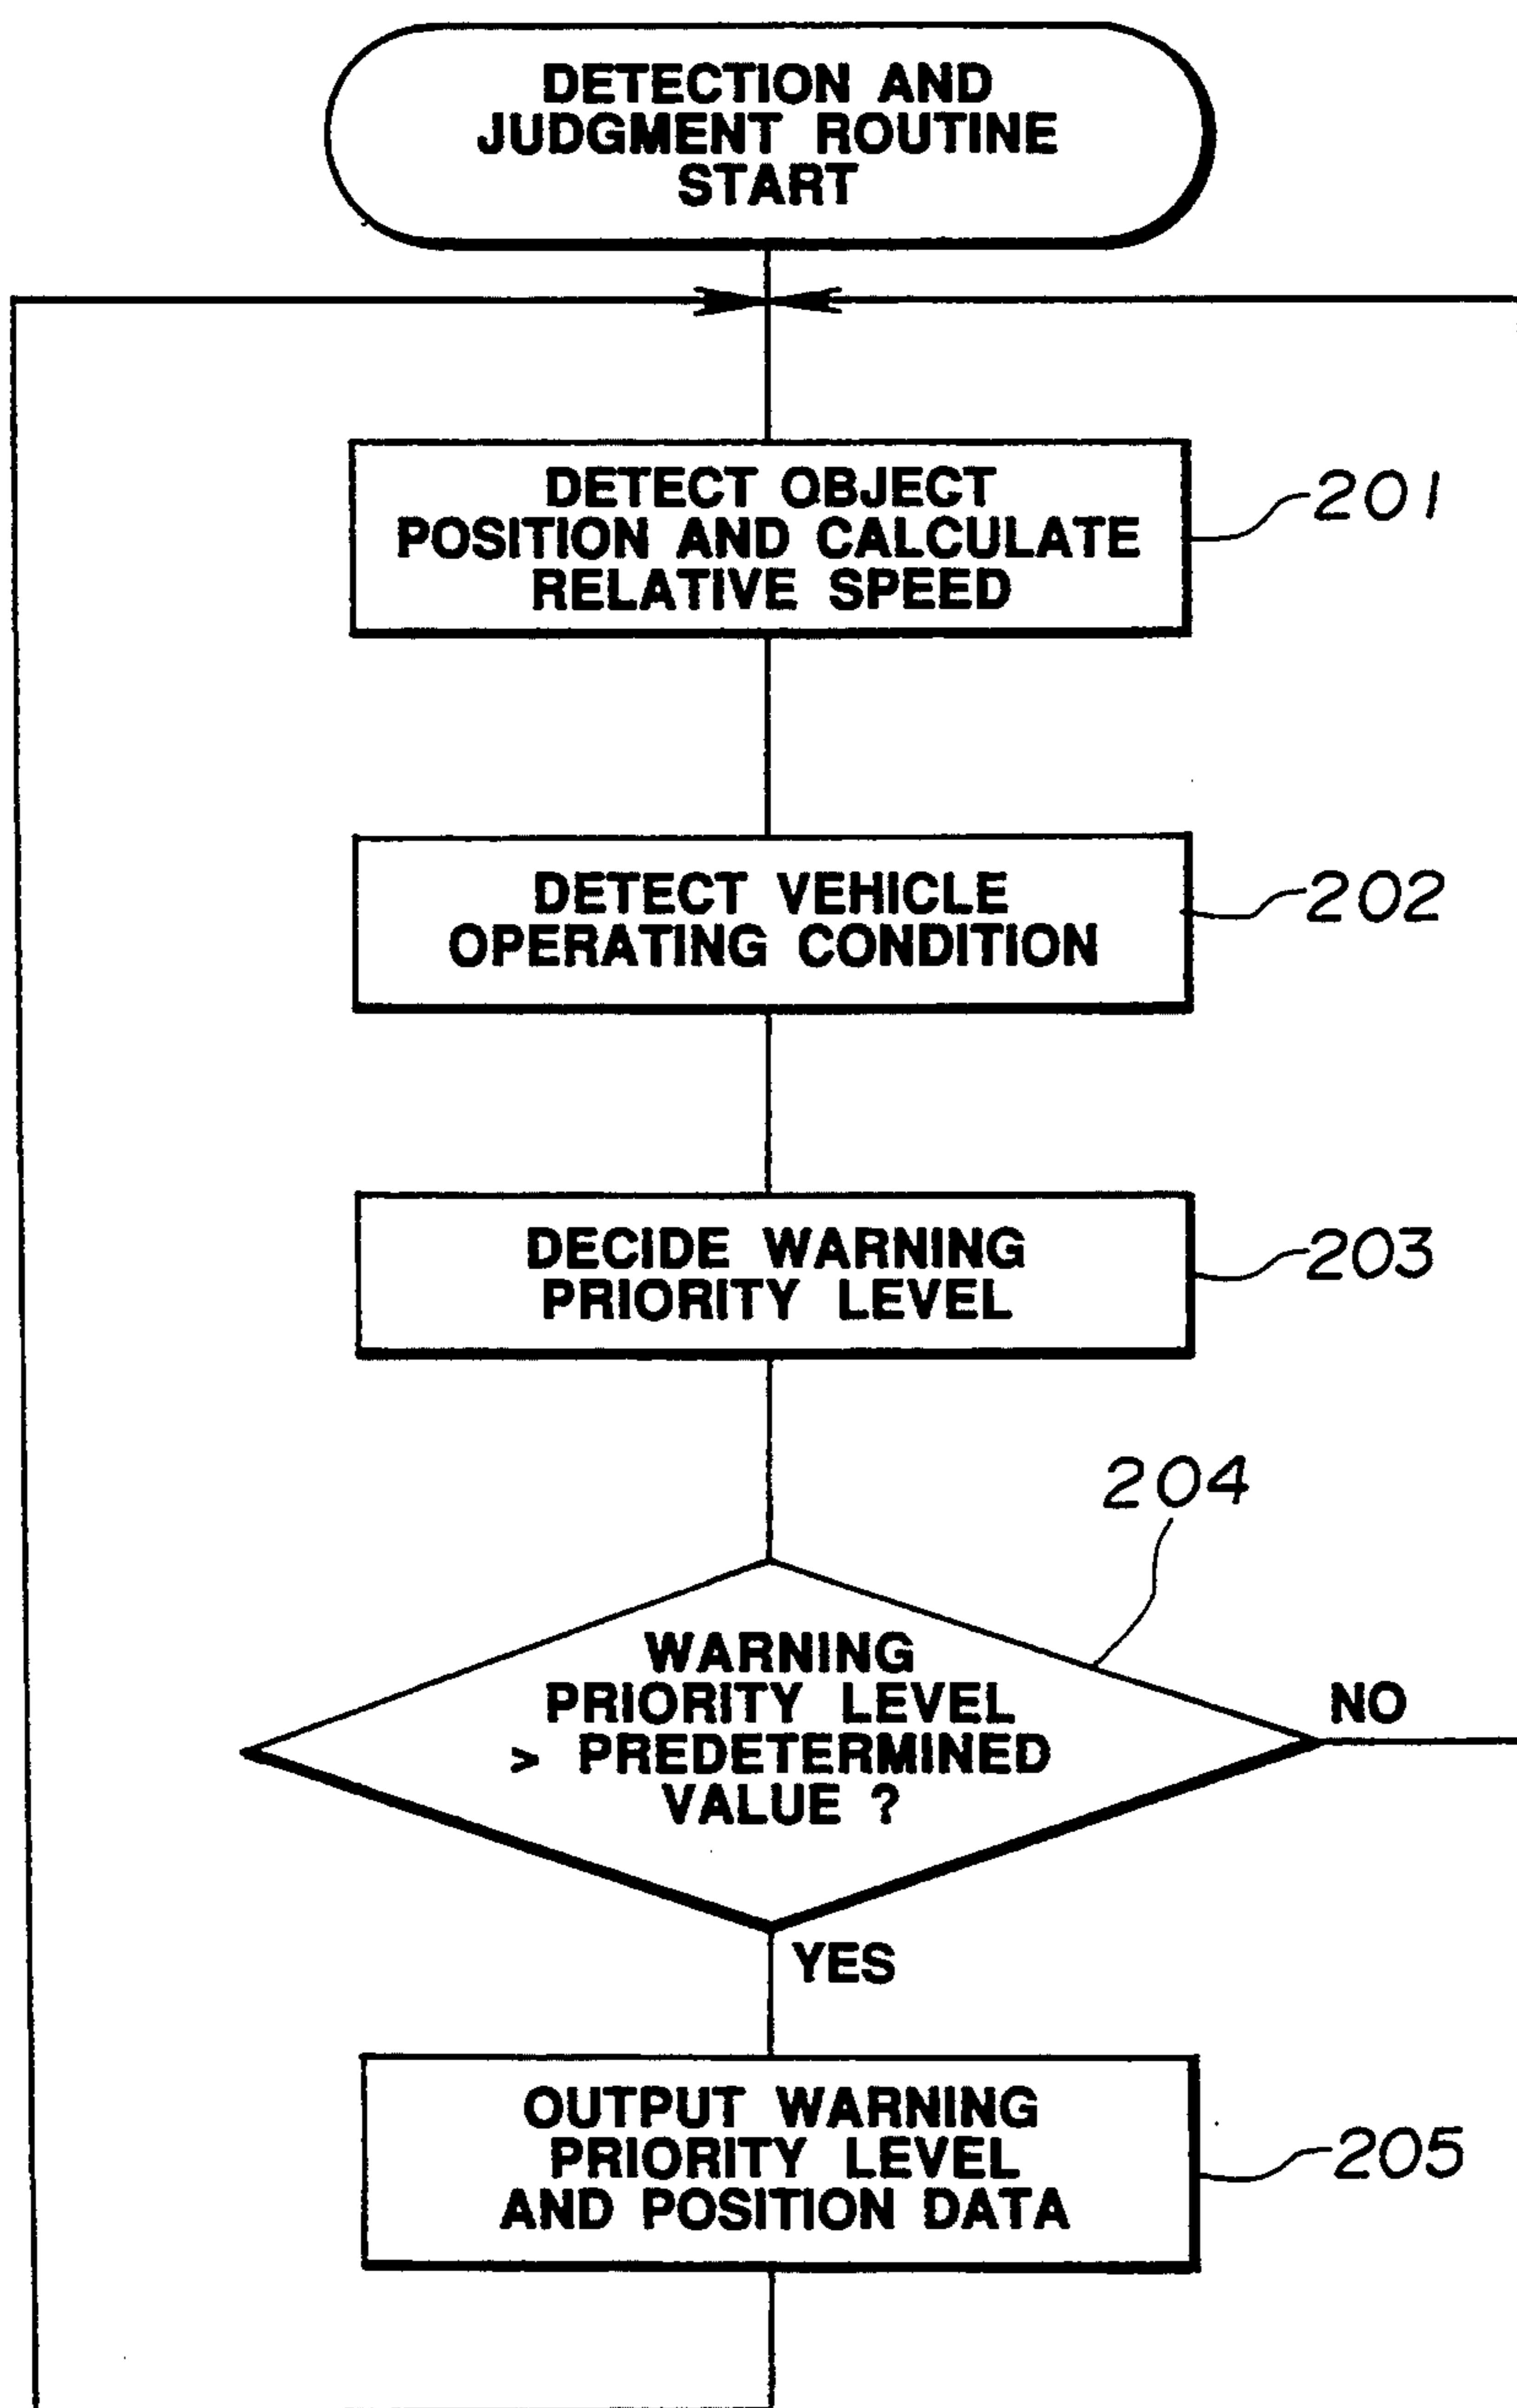 DETECTION AND
JUDGMENT ROUTINE
START
DETECT OBJECT
POSITION AND CALCULATE
RELATIVE SPEED
201
DETECT VEHICLE
OPERATING CONDITION
202
DECIDE WARNING
PRIORITY LEVEL
203
204
WARNING
PRIORITY LEVEL
> PREDETERMINED
VALUE ?
NO
YES
OUTPUT WARNING
PRIORITY LEVEL
AND POSITION DATA
205